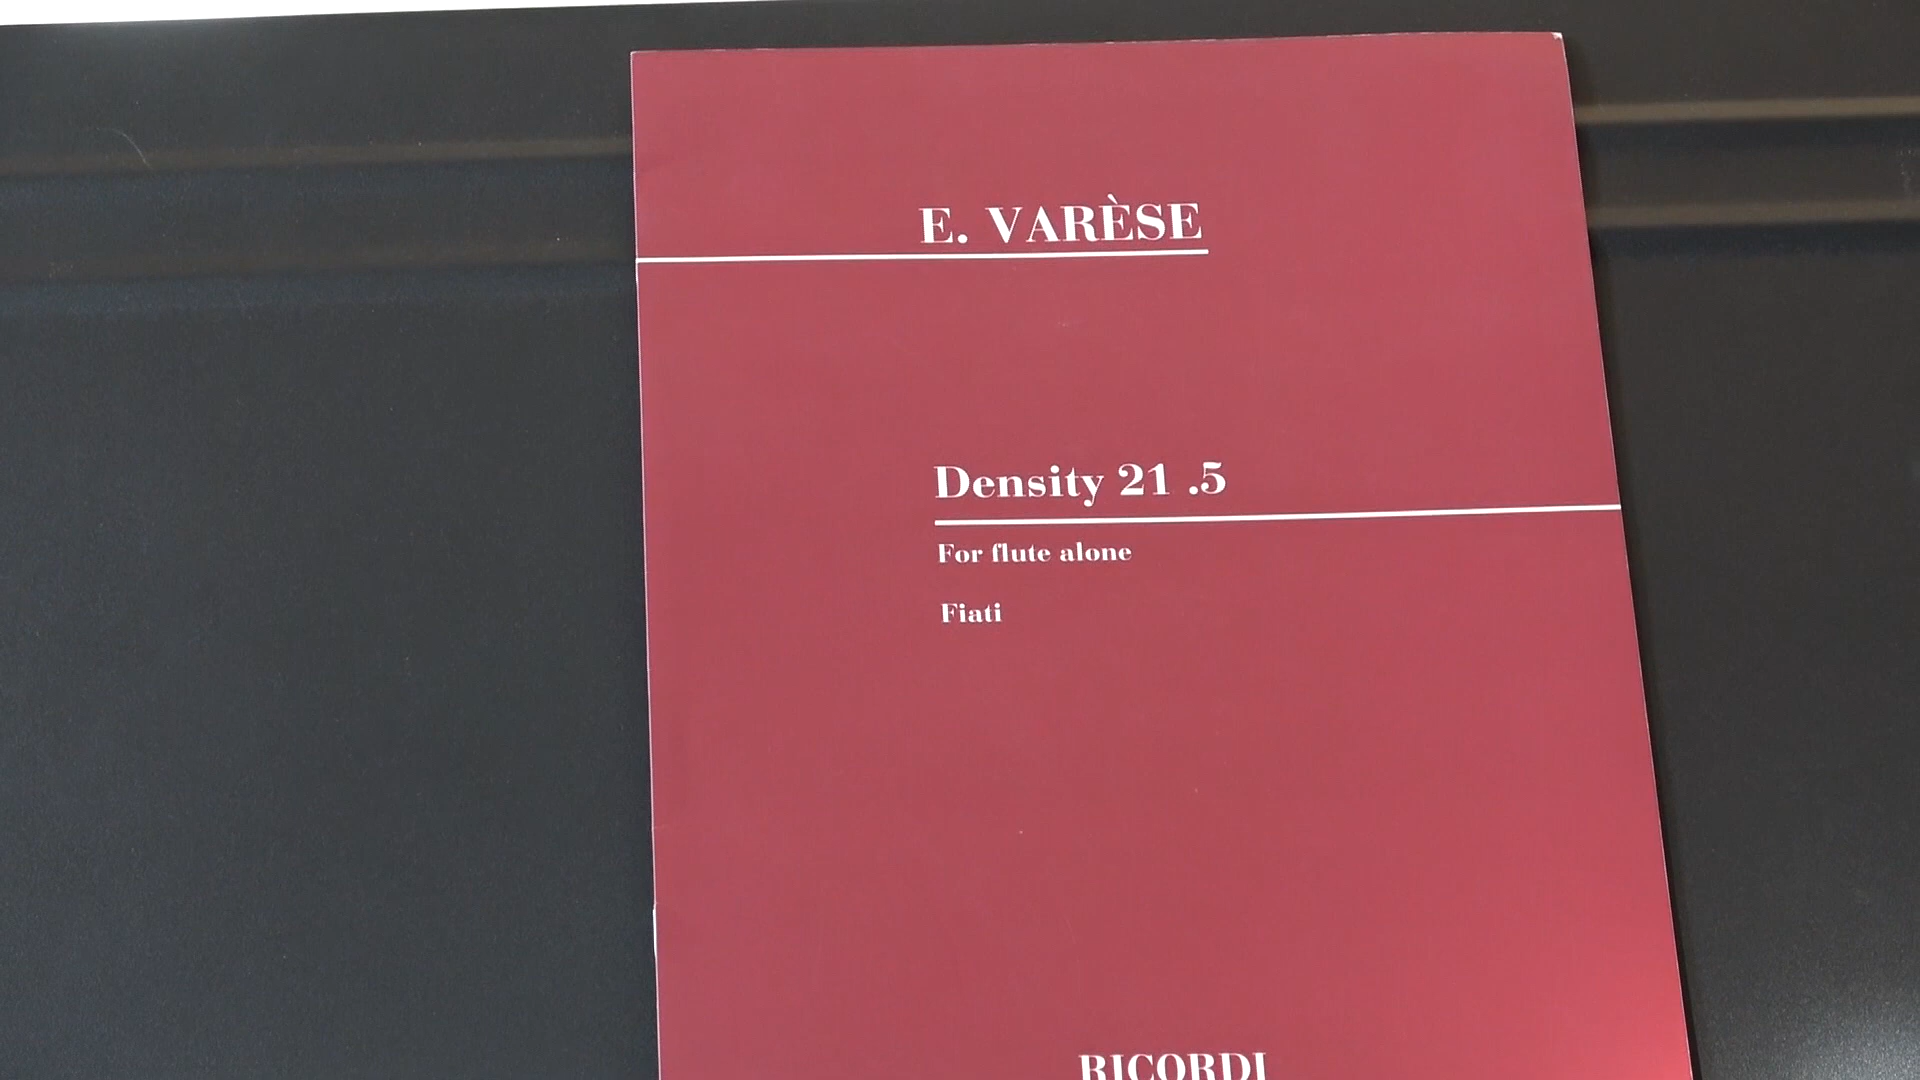 E. VARÈSE
Density 21 .5
For flute alone
Fiati
RICORDI